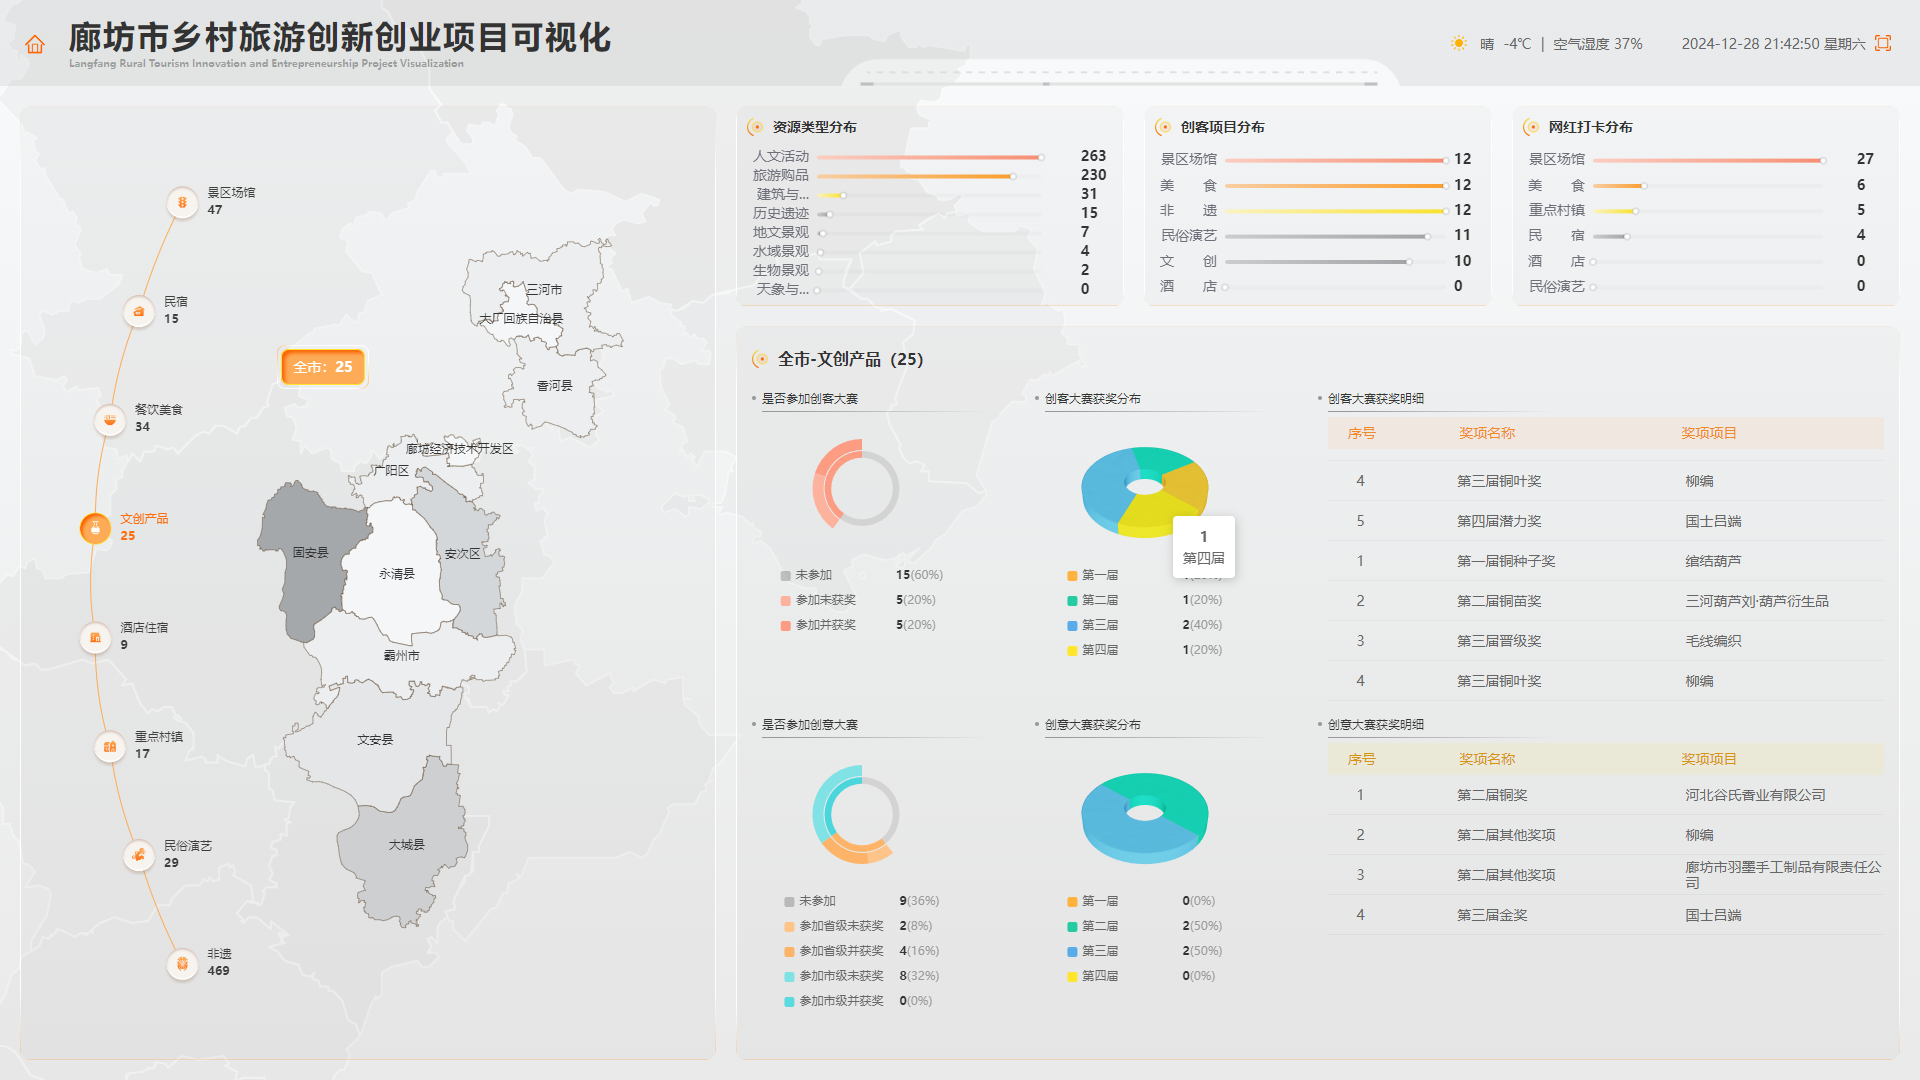 廊坊市乡村旅游创新创业项目可视化
Langfang Rural Tourism Innovation and Entrepreneurship Project Visualization
晴 -4℃ | 空气湿度 37%
2024-12-28 21:42:50 星期六
景区场馆
47
民宿
15
餐饮美食
34
文创产品
25
酒店住宿
9
重点村镇
17
民俗演艺
29
非遗
469
全市：25
三河市
大厂回族自治县
香河县
廊坊经济技术开发区
广阳区
固安县
安次区
永清县
霸州市
文安县
大城县
资源类型分布
人文活动 263
旅游购品 230
建筑与... 31
历史遗迹 15
地文景观 7
水域景观 4
生物景观 2
天象与... 0
创客项目分布
景区场馆 12
美 食 12
非 遗 12
民俗演艺 11
文 创 10
酒 店 0
网红打卡分布
景区场馆 27
美 食 6
重点村镇 5
民 宿 4
酒 店 0
民俗演艺 0
全市-文创产品（25）
是否参加创客大赛
未参加 15(60%)
参加未获奖 5(20%)
参加并获奖 5(20%)
创客大赛获奖分布
1
第四届
第一届
第二届 1(20%)
第三届 2(40%)
第四届 1(20%)
创客大赛获奖明细
序号 奖项名称 奖项项目
4 第三届铜叶奖 柳编
5 第四届潜力奖 国士吕端
1 第一届铜种子奖 绾结葫芦
2 第二届铜苗奖 三河葫芦刘·葫芦衍生品
3 第三届晋级奖 毛线编织
4 第三届铜叶奖 柳编
是否参加创意大赛
未参加 9(36%)
参加省级未获奖 2(8%)
参加省级并获奖 4(16%)
参加市级未获奖 8(32%)
参加市级并获奖 0(0%)
创意大赛获奖分布
第一届 0(0%)
第二届 2(50%)
第三届 2(50%)
第四届 0(0%)
创意大赛获奖明细
序号 奖项名称 奖项项目
1 第二届铜奖 河北谷氏香业有限公司
2 第二届其他奖项 柳编
3 第二届其他奖项 廊坊市羽墨手工制品有限责任公
司
4 第三届金奖 国士吕端